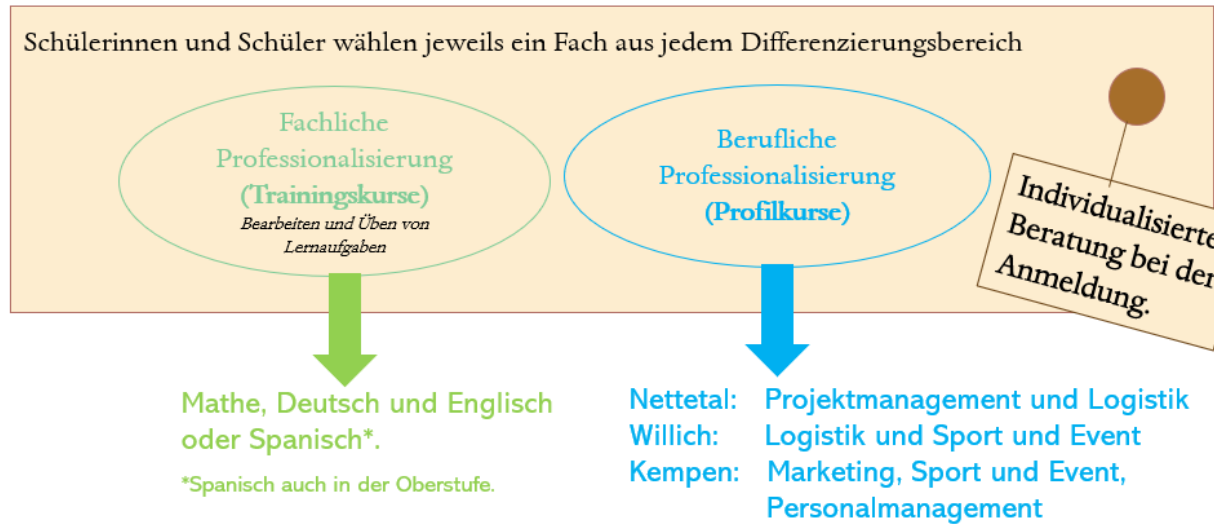 Schülerinnen und Schüler wählen jeweils ein Fach aus jedem Differenzierungsbereich
Fachliche
Professionalisierung
(Trainingskurse)
Bearbeiten und Üben von
Lernaufgaben
Berufliche
Professionalisierung
(Profilkurse)
Individualisierte
Beratung bei der
Anmeldung.
Mathe, Deutsch und Englisch
oder Spanisch*.
*Spanisch auch in der Oberstufe.
Nettetal: Projektmanagement und Logistik
Willich: Logistik und Sport und Event
Kempen: Marketing, Sport und Event,
Personalmanagement